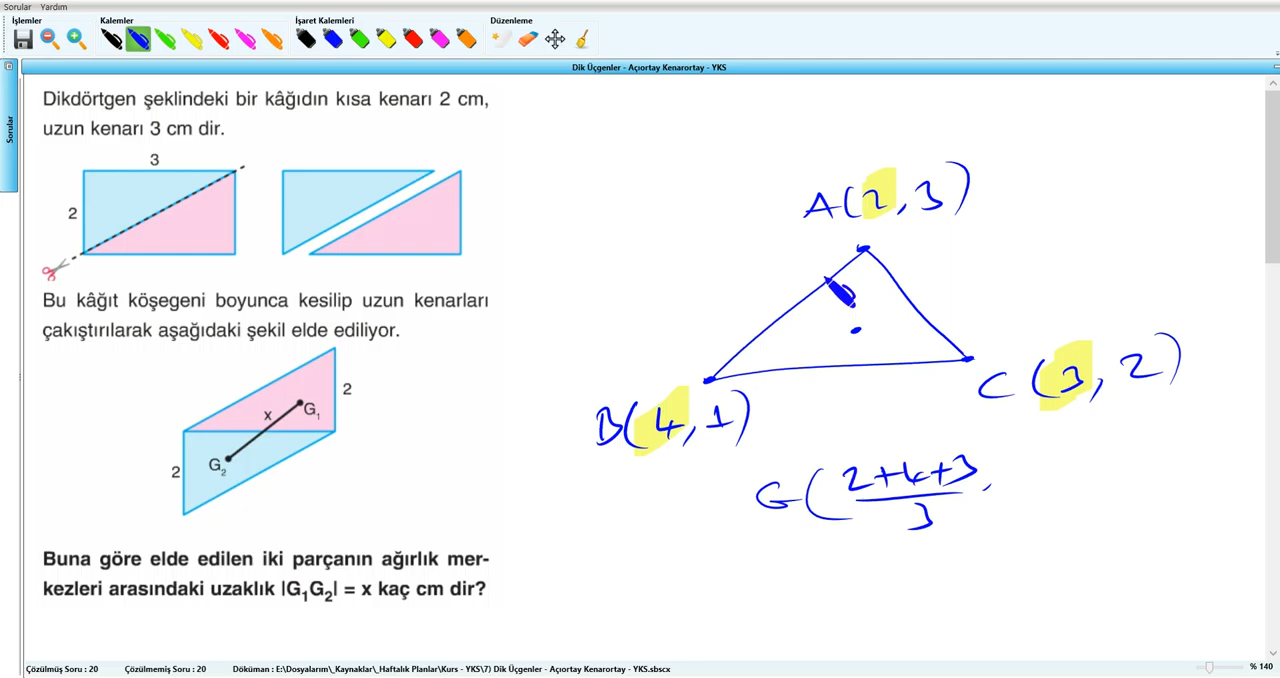 Sorular Yardım
İşlemler Kalemler İşaret Kalemleri Düzenleme
Dik Üçgenler - Açıortay Kenarortay - YKS
Sorular
Dikdörtgen şeklindeki bir kâğıdın kısa kenarı 2 cm,
uzun kenarı 3 cm dir.
3
2
Bu kâğıt köşegeni boyunca kesilip uzun kenarları
çakıştırılarak aşağıdaki şekil elde ediliyor.
2
x G₁
G₂
2
Buna göre elde edilen iki parçanın ağırlık mer-
kezleri arasındaki uzaklık |G₁G₂| = x kaç cm dir?
A(2,3)
B(4,1)
C(3,2)
G(2+4+3/3,
Çözülmüş Soru : 20 Çözülmemiş Soru : 20 Döküman : E:\Dosyalarım\_Kaynaklar\_Haftalık Planlar\Kurs - YKS\7) Dik Üçgenler - Açıortay Kenarortay - YKS.sbscx % 140